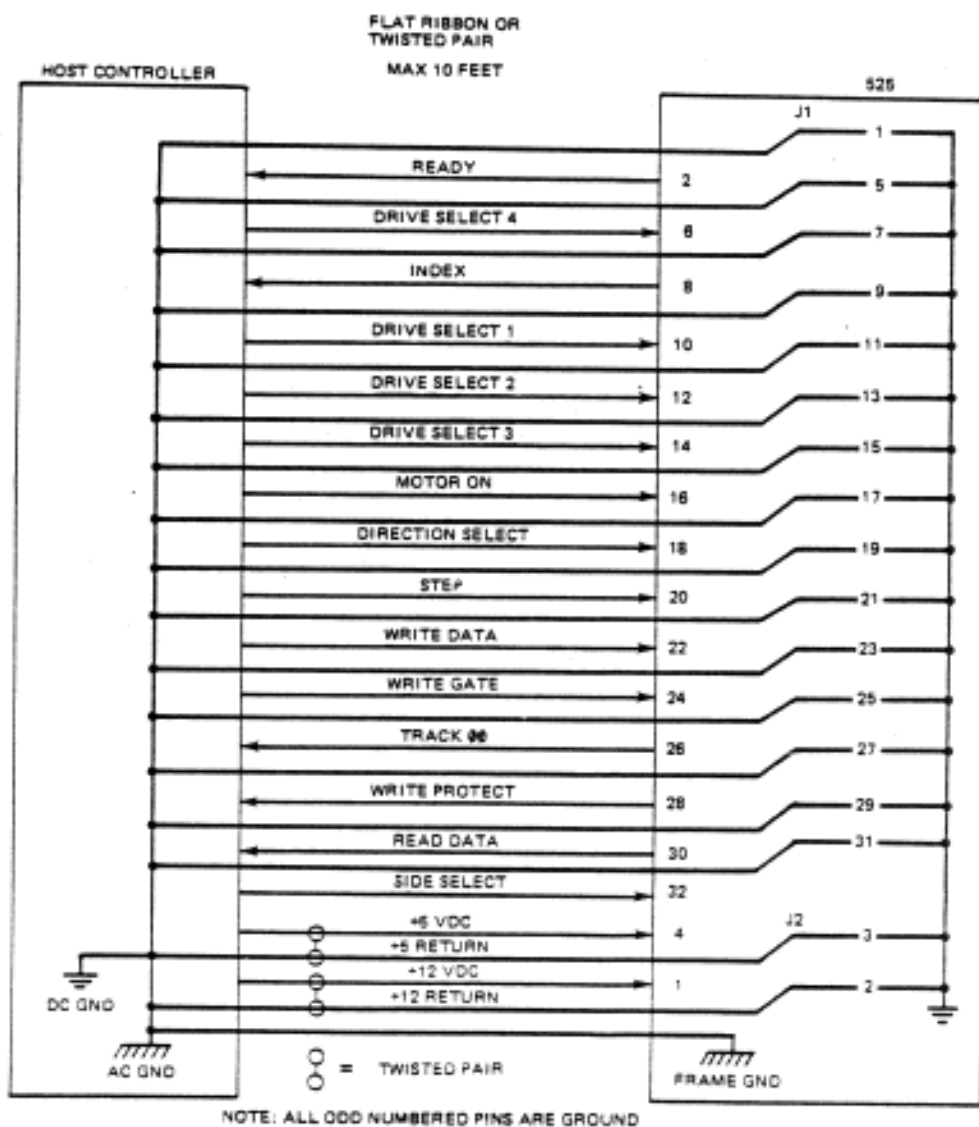 FLAT RIBBON OR
TWISTED PAIR
MAX 10 FEET
HOST CONTROLLER
525
J1
1
READY
2
5
DRIVE SELECT 4
6
7
INDEX
8
9
DRIVE SELECT 1
10
11
DRIVE SELECT 2
12
13
DRIVE SELECT 3
14
15
MOTOR ON
16
17
DIRECTION SELECT
18
19
STEP
20
21
WRITE DATA
22
23
WRITE GATE
24
25
TRACK 00
26
27
WRITE PROTECT
28
29
READ DATA
30
31
SIDE SELECT
32
+5 VDC
4
J2
3
+5 RETURN
+12 VDC
1
2
+12 RETURN
DC GND
AC GND
= TWISTED PAIR
FRAME GND
NOTE: ALL ODD NUMBERED PINS ARE GROUND